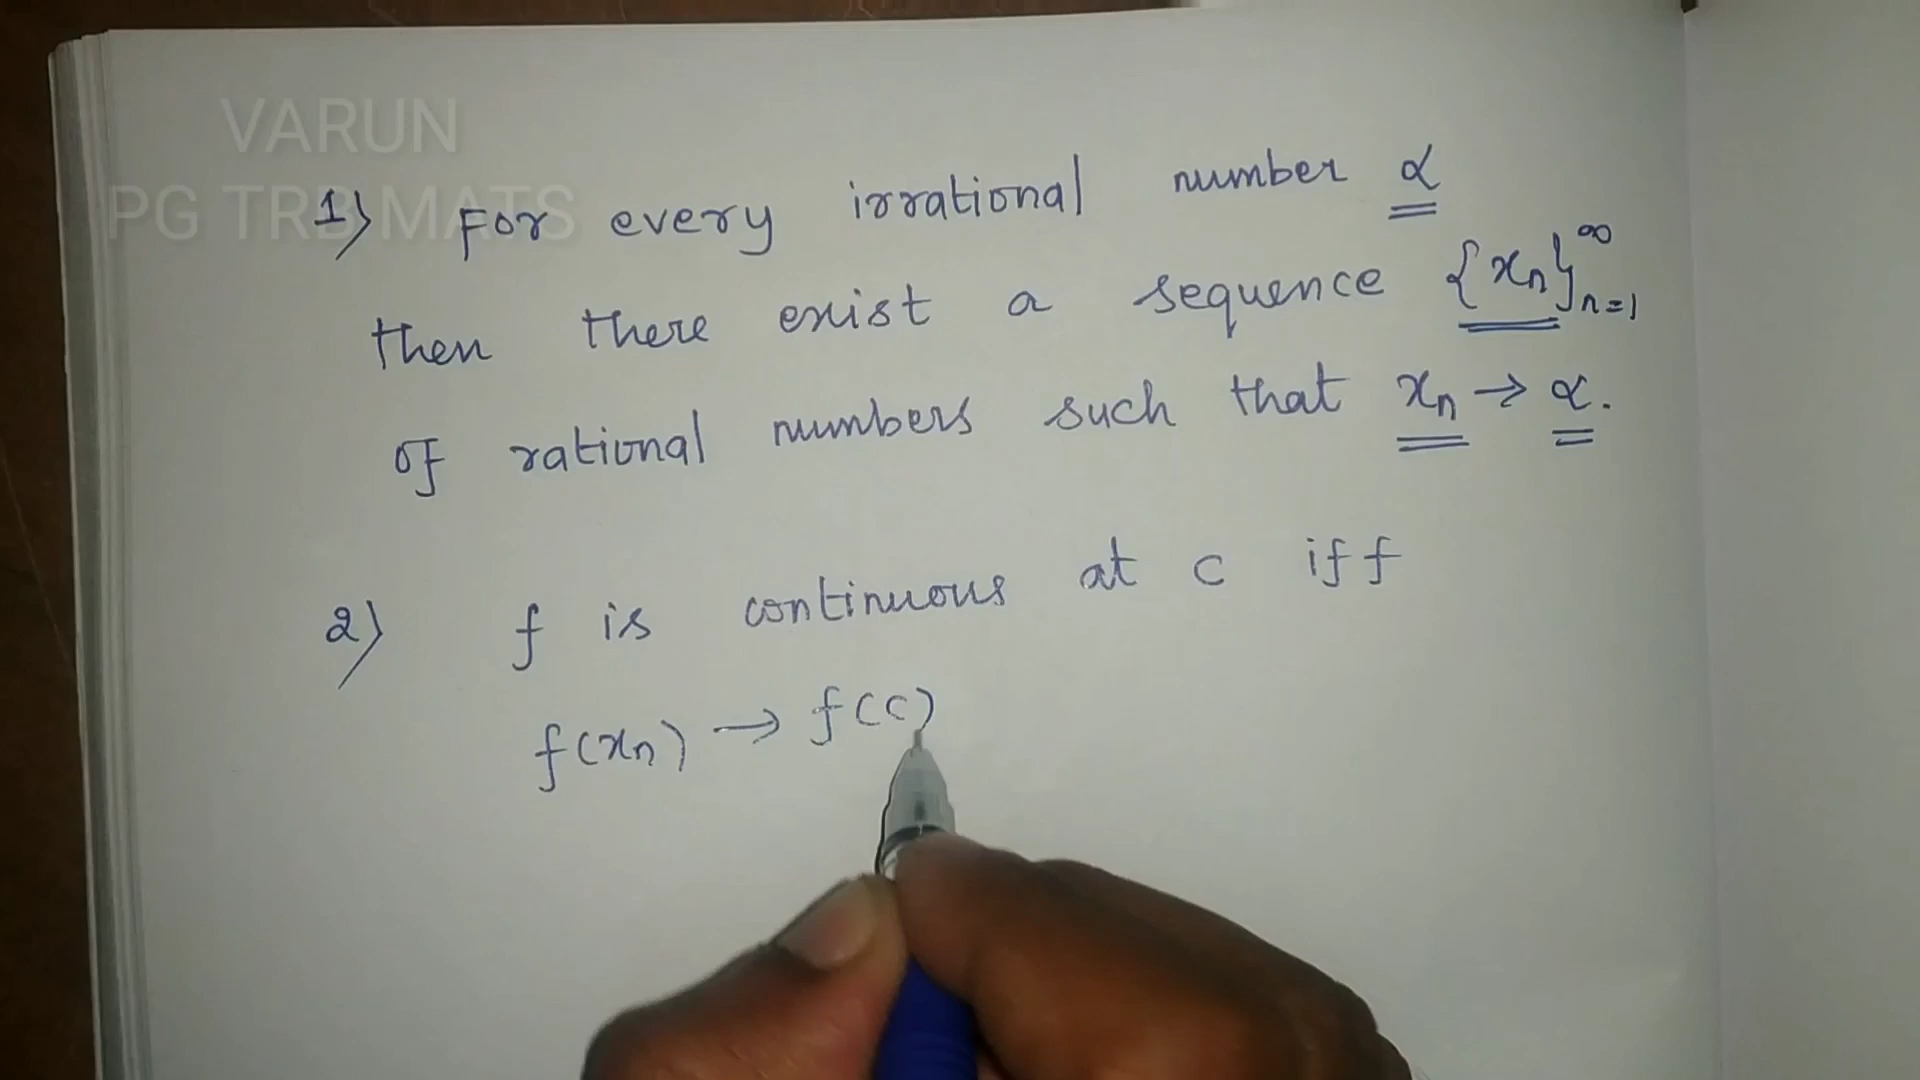 VARUN
PG TRB MATS
1) For every irrational number α
then there exist a sequence {xₙ}∞ₙ₌₁
of rational numbers such that xₙ → α.
2) f is continuous at c iff
f(xₙ) → f(c)